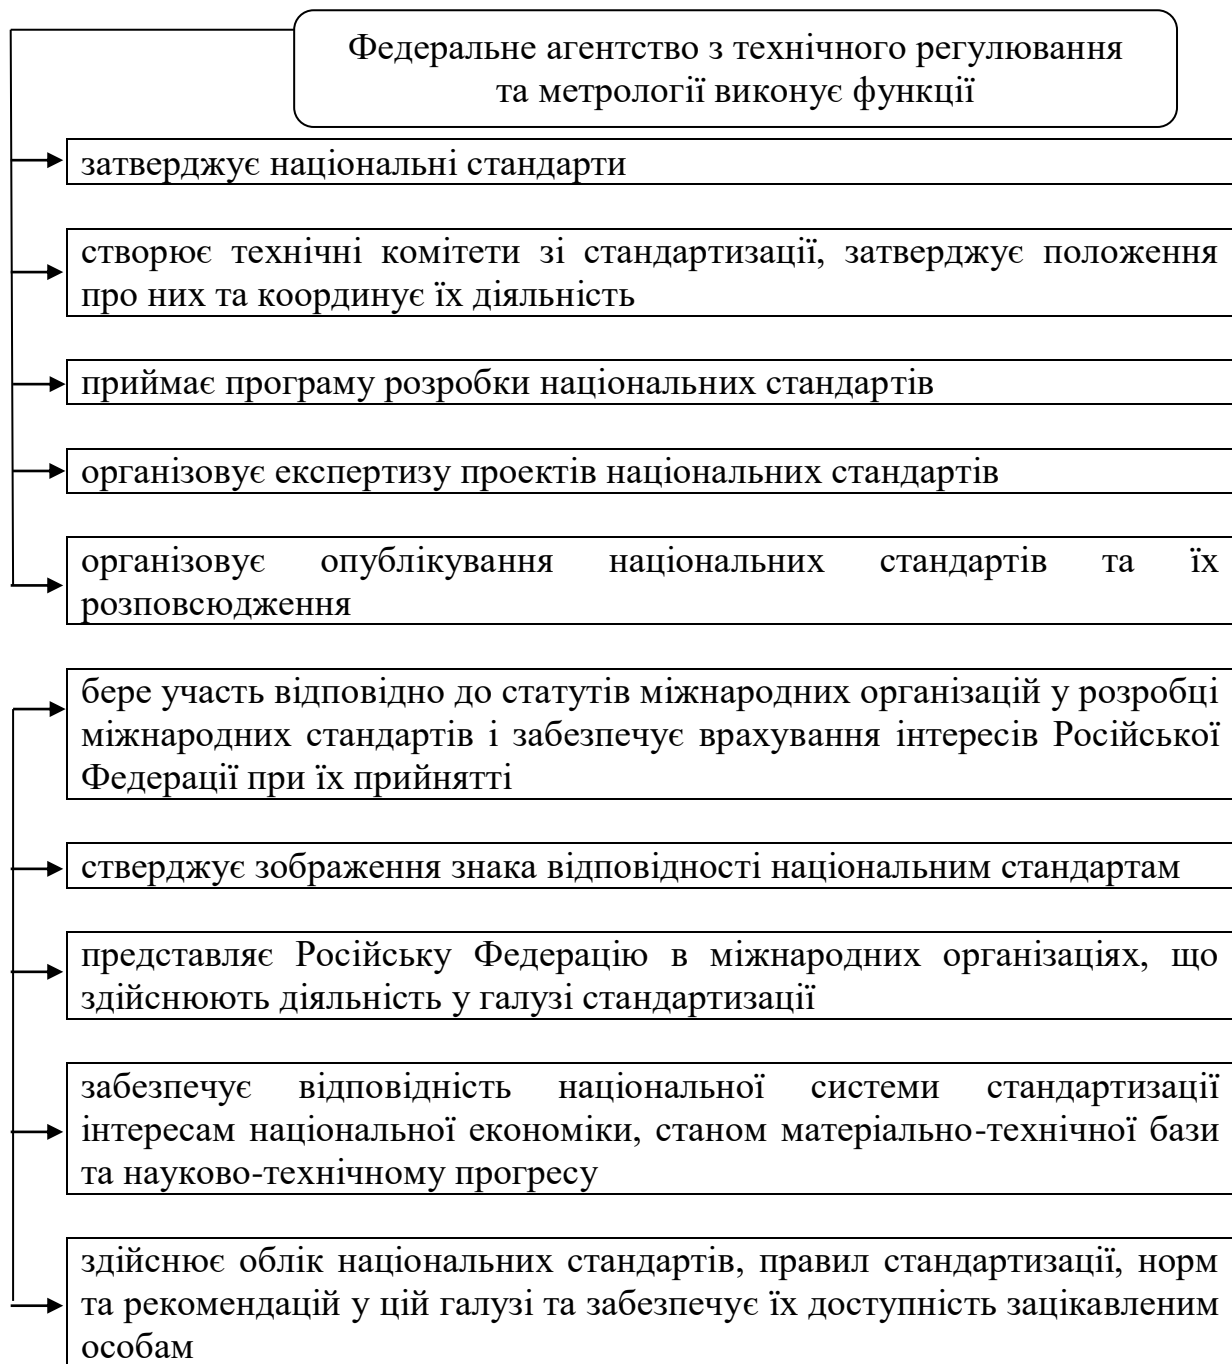 Федеральне агентство з технічного регулювання
та метрології виконує функції
затверджує національні стандарти
створює технічні комітети зі стандартизації, затверджує положення
про них та координує їх діяльність
приймає програму розробки національних стандартів
організовує експертизу проектів національних стандартів
організовує опублікування національних стандартів та їх
розповсюдження
бере участь відповідно до статутів міжнародних організацій у розробці
міжнародних стандартів і забезпечує врахування інтересів Російської
Федерації при їх прийнятті
стверджує зображення знака відповідності національним стандартам
представляє Російську Федерацію в міжнародних організаціях, що
здійснюють діяльність у галузі стандартизації
забезпечує відповідність національної системи стандартизації
інтересам національної економіки, станом матеріально-технічної бази
та науково-технічному прогресу
здійснює облік національних стандартів, правил стандартизації, норм
та рекомендацій у цій галузі та забезпечує їх доступність зацікавленим
особам